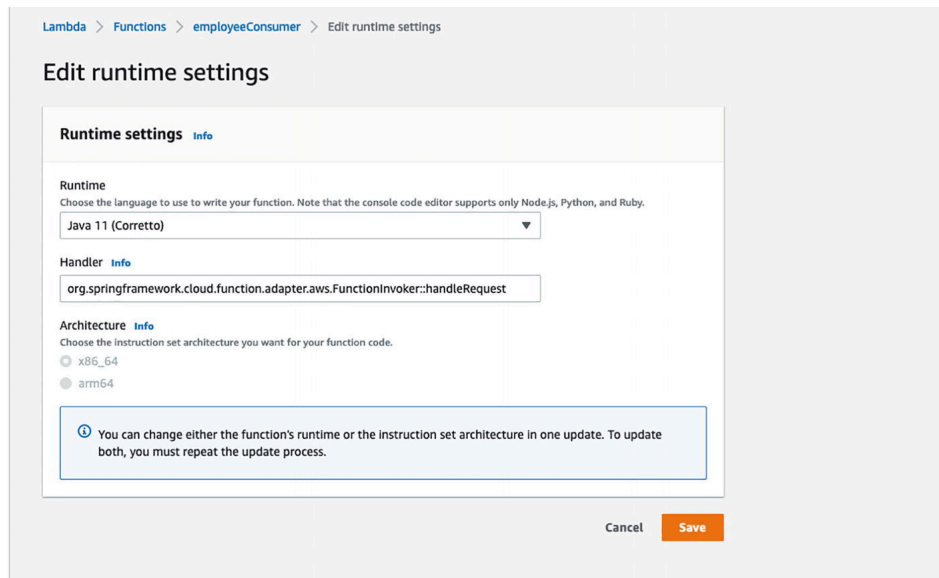 Lambda > Functions > employeeConsumer > Edit runtime settings
Edit runtime settings
Runtime settings Info
Runtime
Choose the language to use to write your function. Note that the console code editor supports only Node.js, Python, and Ruby.
Java 11 (Corretto)
Handler Info
org.springframework.cloud.function.adapter.aws.FunctionInvoker::handleRequest
Architecture Info
Choose the instruction set architecture you want for your function code.
x86_64
arm64
You can change either the function's runtime or the instruction set architecture in one update. To update
both, you must repeat the update process.
Cancel Save